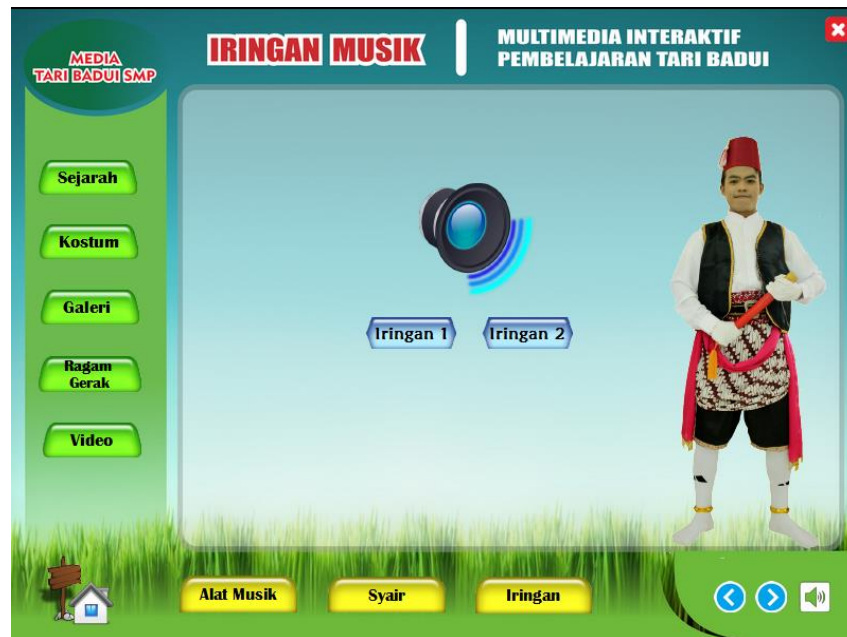 MEDIA
TARI BADUI SMP
IRINGAN MUSIK
MULTIMEDIA INTERAKTIF
PEMBELAJARAN TARI BADUI
Sejarah
Kostum
Galeri
Ragam
Gerak
Video
Iringan 1
Iringan 2
Alat Musik
Syair
Iringan